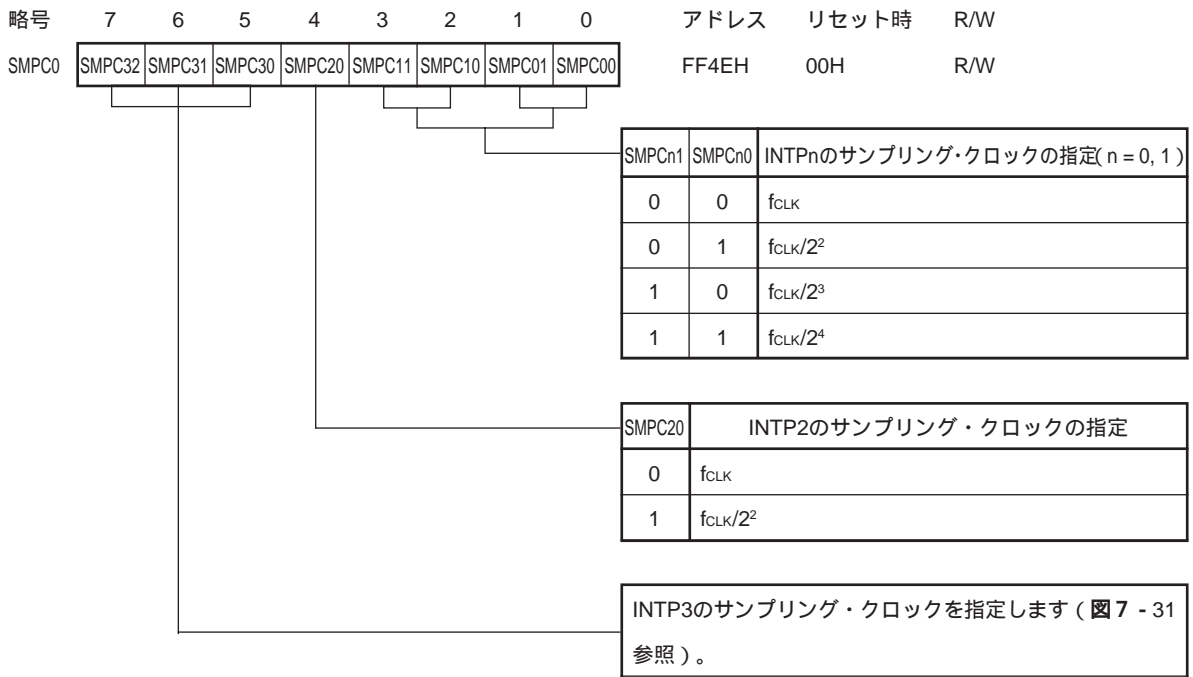 略号 7 6 5 4 3 2 1 0 アドレス リセット時 R/W
SMPC0 SMPC32 SMPC31 SMPC30 SMPC20 SMPC11 SMPC10 SMPC01 SMPC00 FF4EH 00H R/W
SMPCn1 SMPCn0 INTPnのサンプリング・クロックの指定(n = 0, 1)
0 0 fCLK
0 1 fCLK/2²
1 0 fCLK/2³
1 1 fCLK/2⁴
SMPC20 INTP2のサンプリング・クロックの指定
0 fCLK
1 fCLK/2²
INTP3のサンプリング・クロックを指定します(図7-31
参照)。